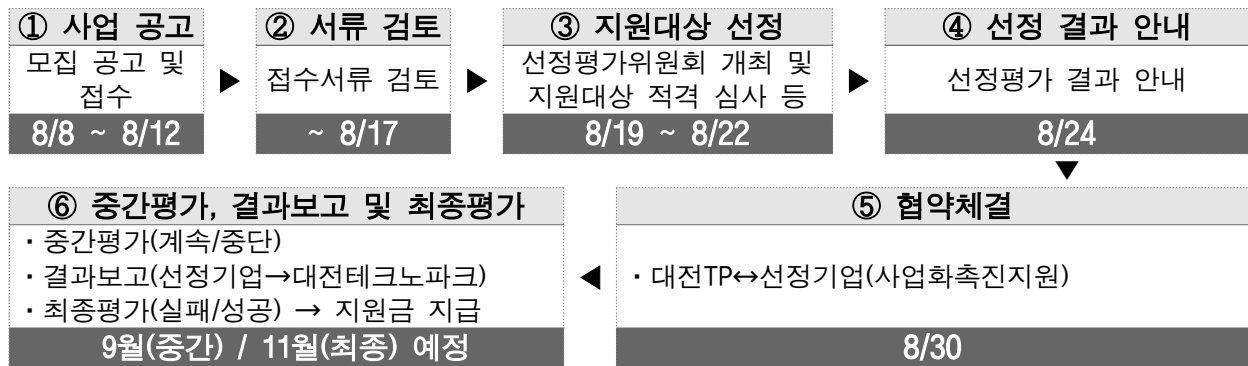 ① 사업 공고
모집 공고 및
접수
8/8 ~ 8/12
▶
② 서류 검토
접수서류 검토
~ 8/17
▶
③ 지원대상 선정
선정평가위원회 개최 및
지원대상 적격 심사 등
8/19 ~ 8/22
▶
④ 선정 결과 안내
선정평가 결과 안내
8/24
▼
⑤ 협약체결
· 대전TP↔선정기업(사업화촉진지원)
8/30
◀
⑥ 중간평가, 결과보고 및 최종평가
· 중간평가(계속/중단)
· 결과보고(선정기업→대전테크노파크)
· 최종평가(실패/성공) → 지원금 지급
9월(중간) / 11월(최종) 예정